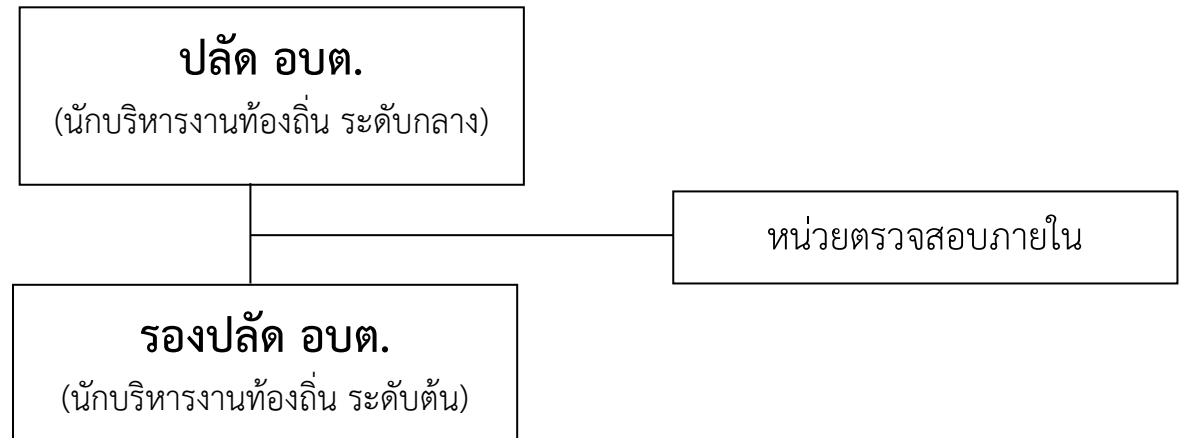 ปลัด อบต.
(นักบริหารงานท้องถิ่น ระดับกลาง)
หน่วยตรวจสอบภายใน
รองปลัด อบต.
(นักบริหารงานท้องถิ่น ระดับต้น)